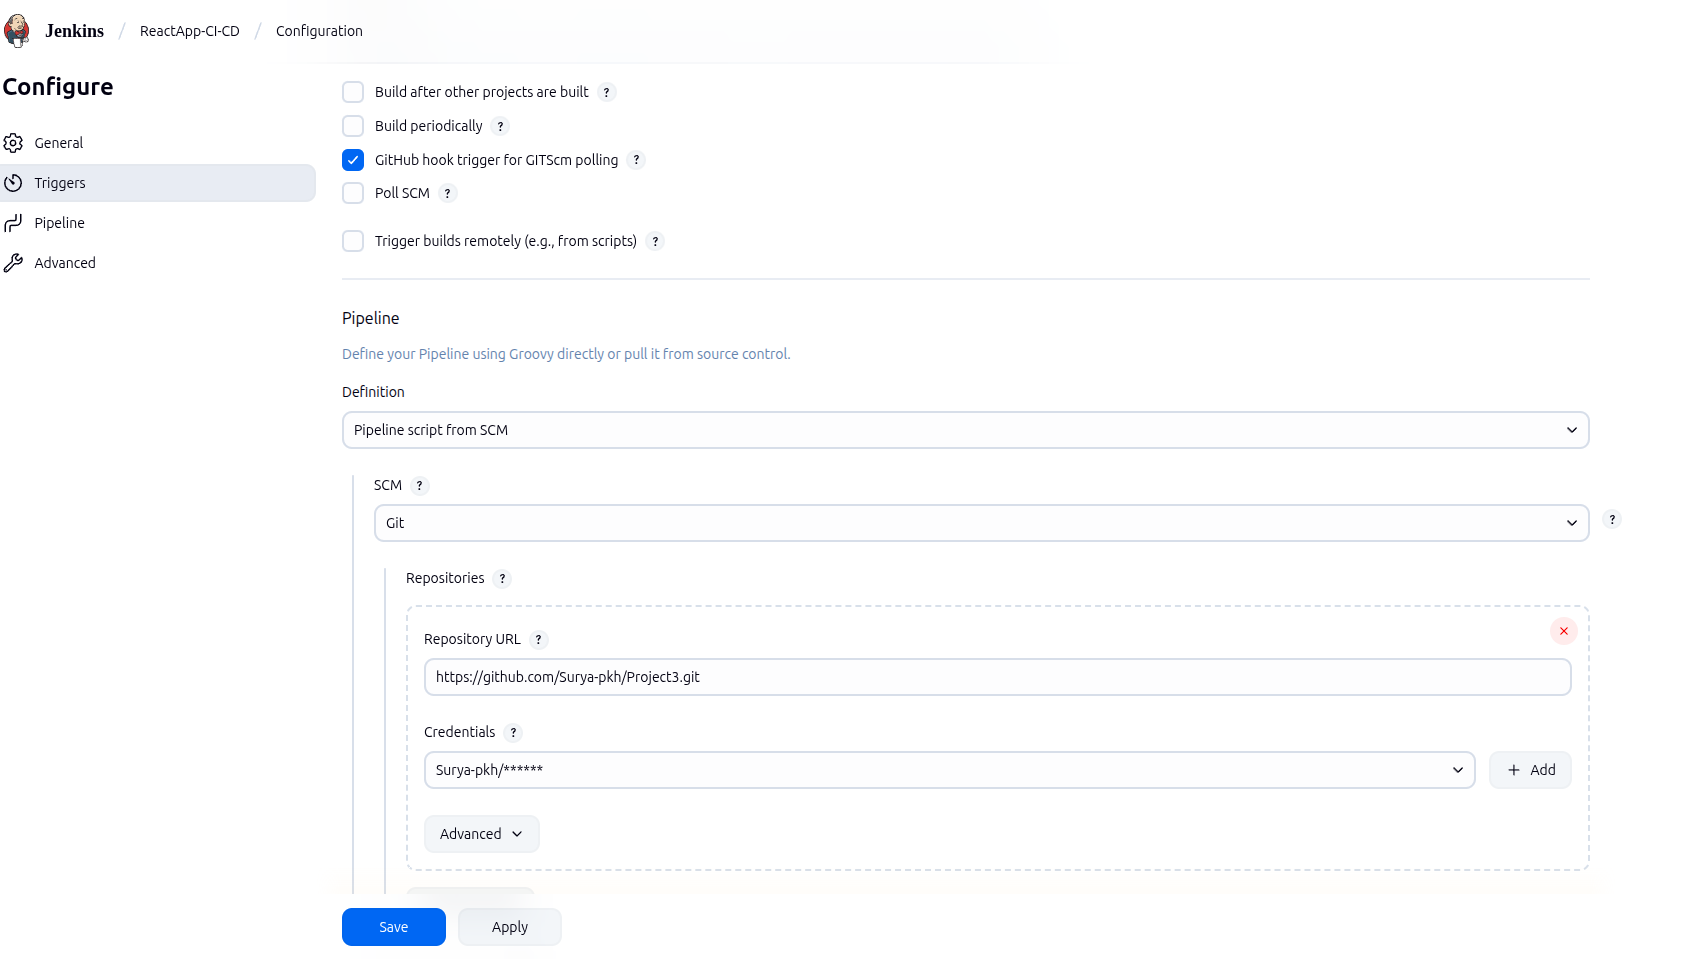 Jenkins / ReactApp-CI-CD / Configuration
Configure
General
Triggers
Pipeline
Advanced
Build after other projects are built ?
Build periodically ?
GitHub hook trigger for GITScm polling ?
Poll SCM ?
Trigger builds remotely (e.g., from scripts) ?
Pipeline
Define your Pipeline using Groovy directly or pull it from source control.
Definition
Pipeline script from SCM
SCM ?
Git
?
Repositories ?
Repository URL ?
https://github.com/Surya-pkh/Project3.git
Credentials ?
Surya-pkh/******
+ Add
Advanced
Save
Apply